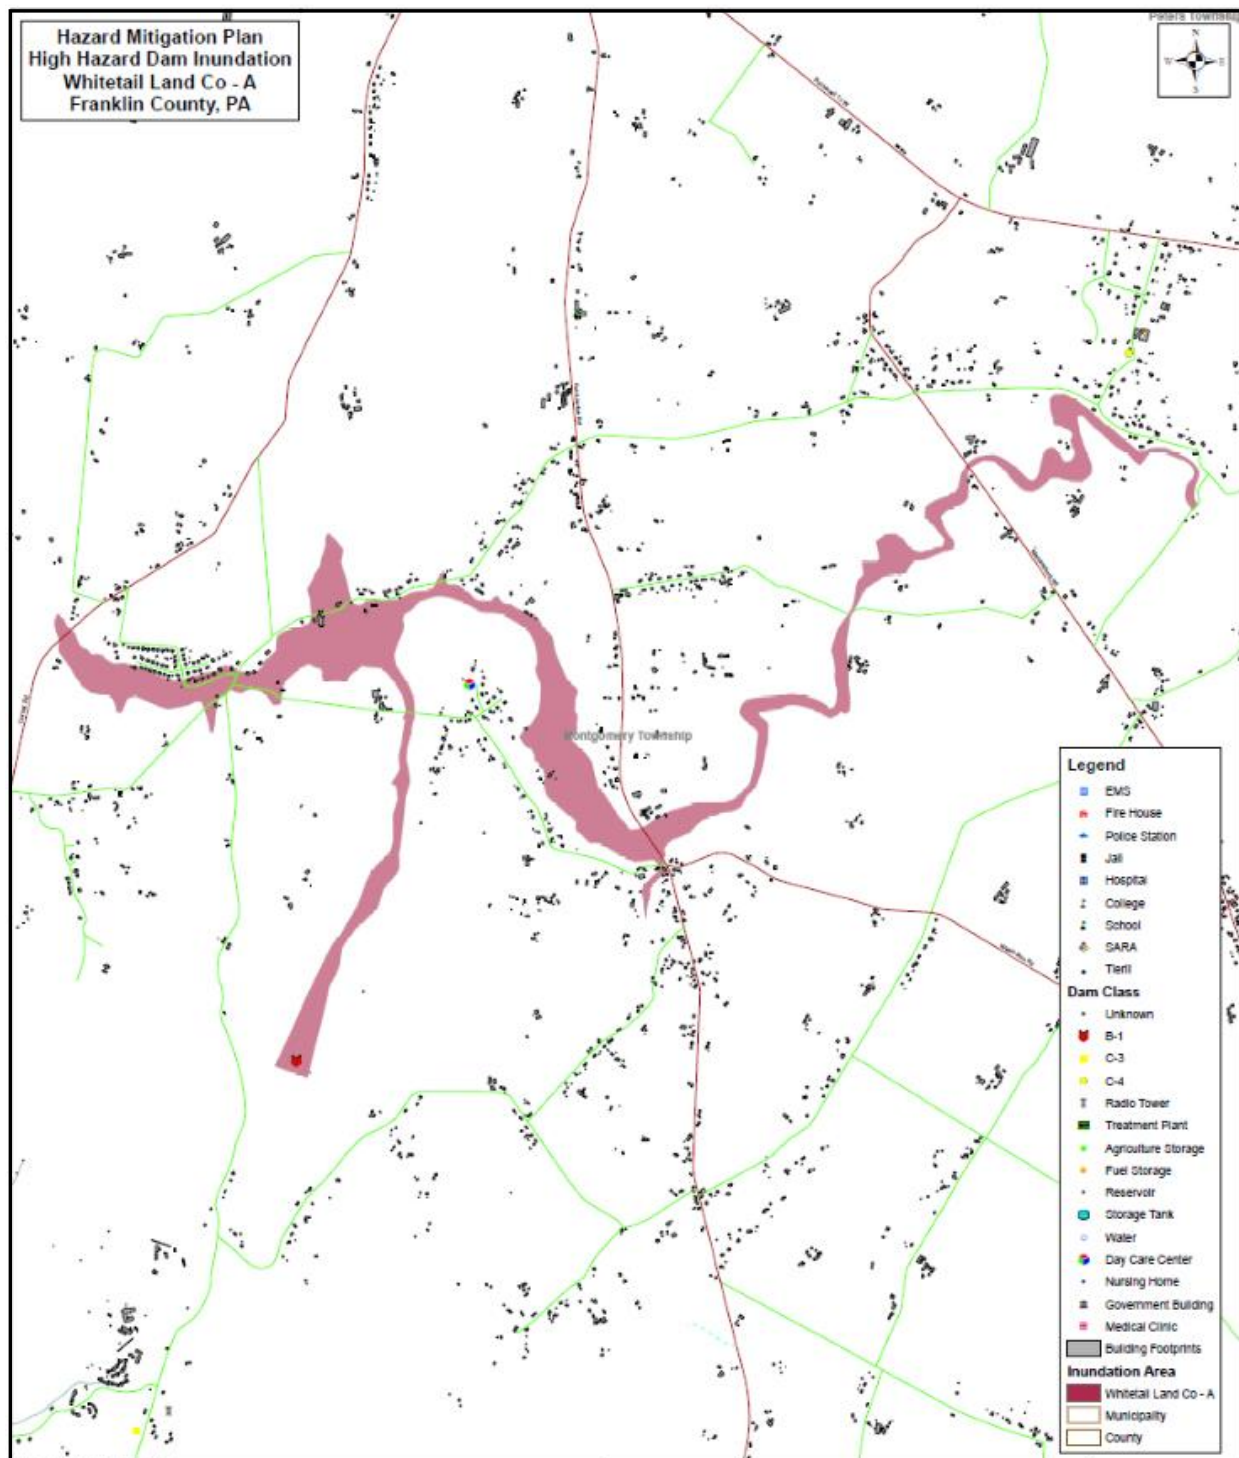 Hazard Mitigation Plan
High Hazard Dam Inundation
Whitetail Land Co - A
Franklin County, PA
Peters Township
N
W E
S
Montgomery Township
Legend
EMS
Fire House
Police Station
Jail
Hospital
College
School
SARA
TierII
Dam Class
Unknown
B-1
C-3
C-4
Radio Tower
Treatment Plant
Agriculture Storage
Fuel Storage
Reservoir
Storage Tank
Water
Day Care Center
Nursing Home
Government Building
Medical Clinic
Building Footprints
Inundation Area
Whitetail Land Co - A
Municipality
County